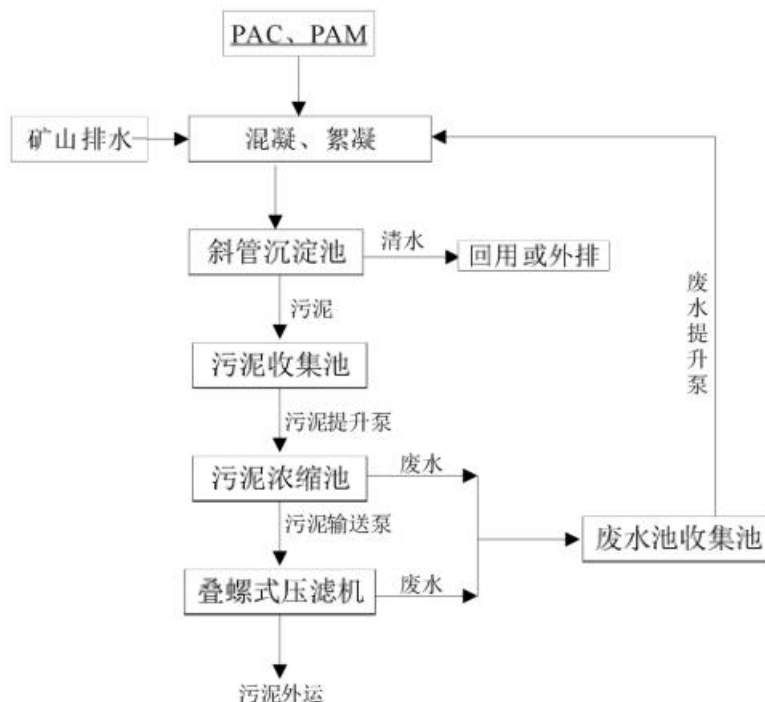 PAC、PAM
矿山排水
混凝、絮凝
斜管沉淀池
清水
回用或外排
污泥
污泥收集池
污泥提升泵
污泥浓缩池
废水
污泥输送泵
废水池收集池
废水提升泵
叠螺式压滤机
废水
污泥外运